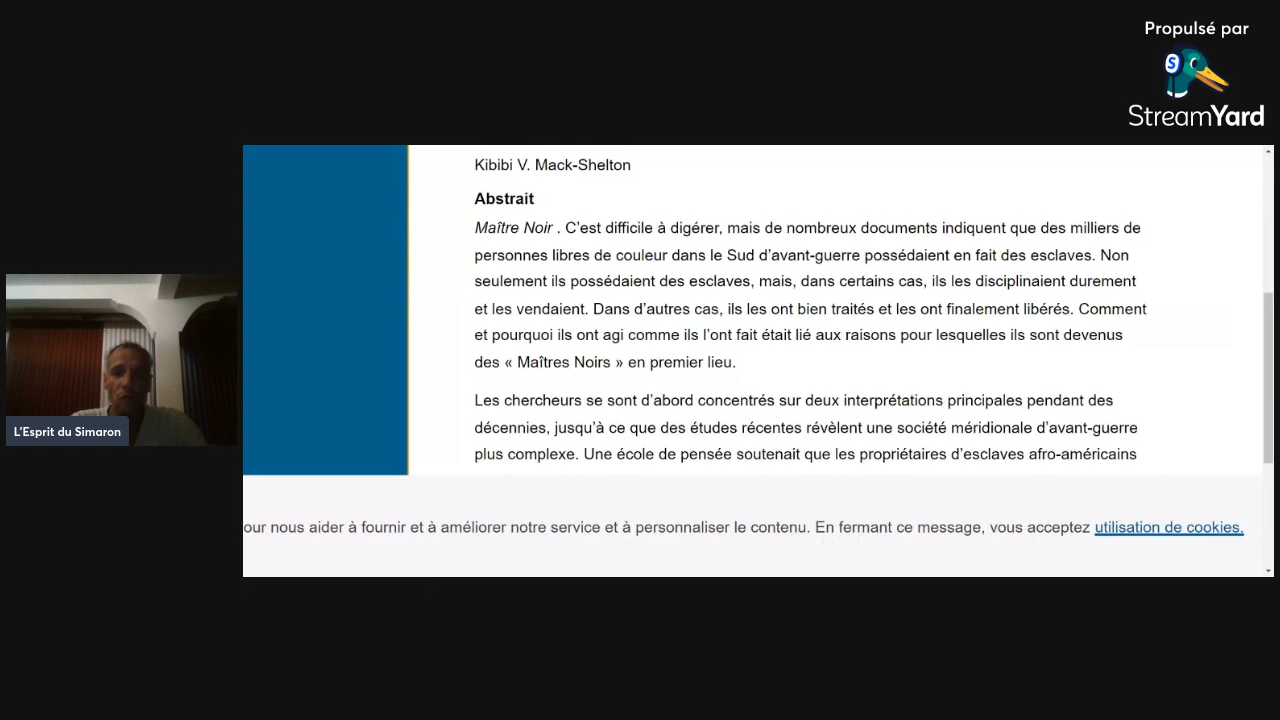 Propulsé par
StreamYard
Kibibi V. Mack-Shelton
Abstrait
Maître Noir . C’est difficile à digérer, mais de nombreux documents indiquent que des milliers de
personnes libres de couleur dans le Sud d’avant-guerre possédaient en fait des esclaves. Non
seulement ils possédaient des esclaves, mais, dans certains cas, ils les disciplinaient durement
et les vendaient. Dans d’autres cas, ils les ont bien traités et les ont finalement libérés. Comment
et pourquoi ils ont agi comme ils l’ont fait était lié aux raisons pour lesquelles ils sont devenus
des « Maîtres Noirs » en premier lieu.
Les chercheurs se sont d’abord concentrés sur deux interprétations principales pendant des
décennies, jusqu’à ce que des études récentes révèlent une société méridionale d’avant-guerre
plus complexe. Une école de pensée soutenait que les propriétaires d’esclaves afro-américains
L’Esprit du Simaron
our nous aider à fournir et à améliorer notre service et à personnaliser le contenu. En fermant ce message, vous acceptez utilisation de cookies.